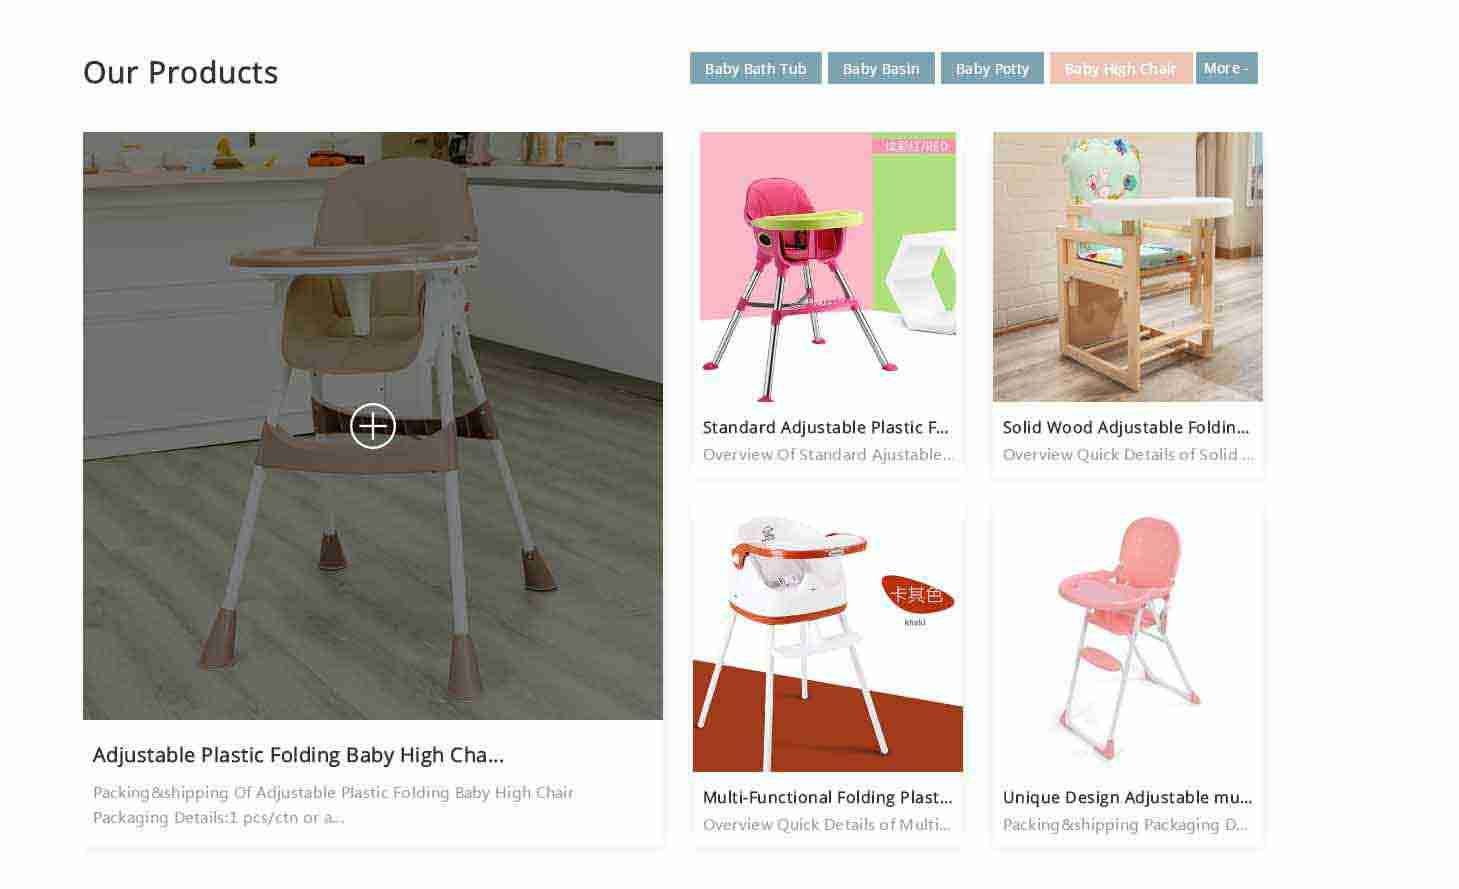 Our Products
Baby Bath Tub
Baby Basin
Baby Potty
Baby High Chair
More -
Adjustable Plastic Folding Baby High Cha...
Packing&shipping Of Adjustable Plastic Folding Baby High Chair
Packaging Details:1 pcs/ctn or a...
/RED
Standard Adjustable Plastic F...
Overview Of Standard Ajustable...
Solid Wood Adjustable Foldin...
Overview Quick Details of Solid ...
卡其色
khaki
Multi-Functional Folding Plast...
Overview Quick Details of Multi...
Unique Design Adjustable mu...
Packing&shipping Packaging D...